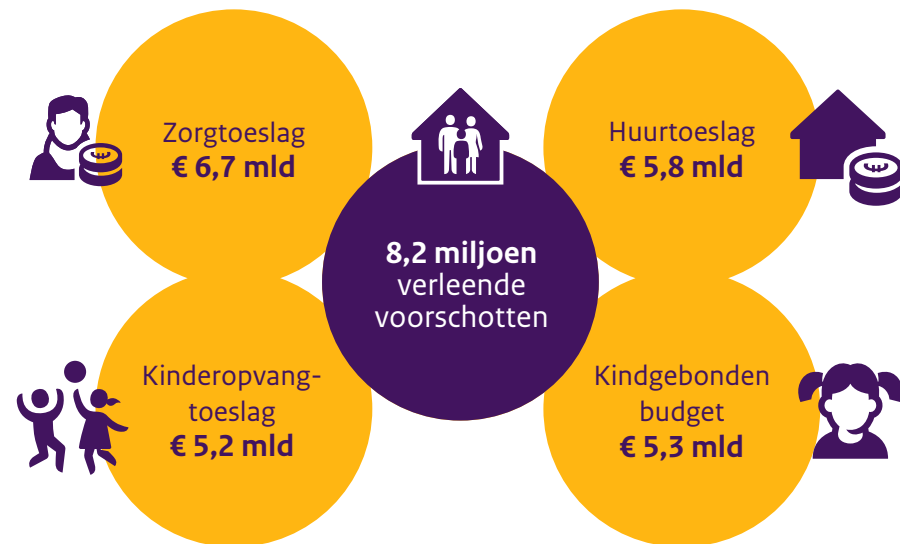 Zorgtoeslag
€ 6,7 mld
Huurtoeslag
€ 5,8 mld
8,2 miljoen
verleende
voorschotten
Kinderopvang-
toeslag
€ 5,2 mld
Kindgebonden
budget
€ 5,3 mld